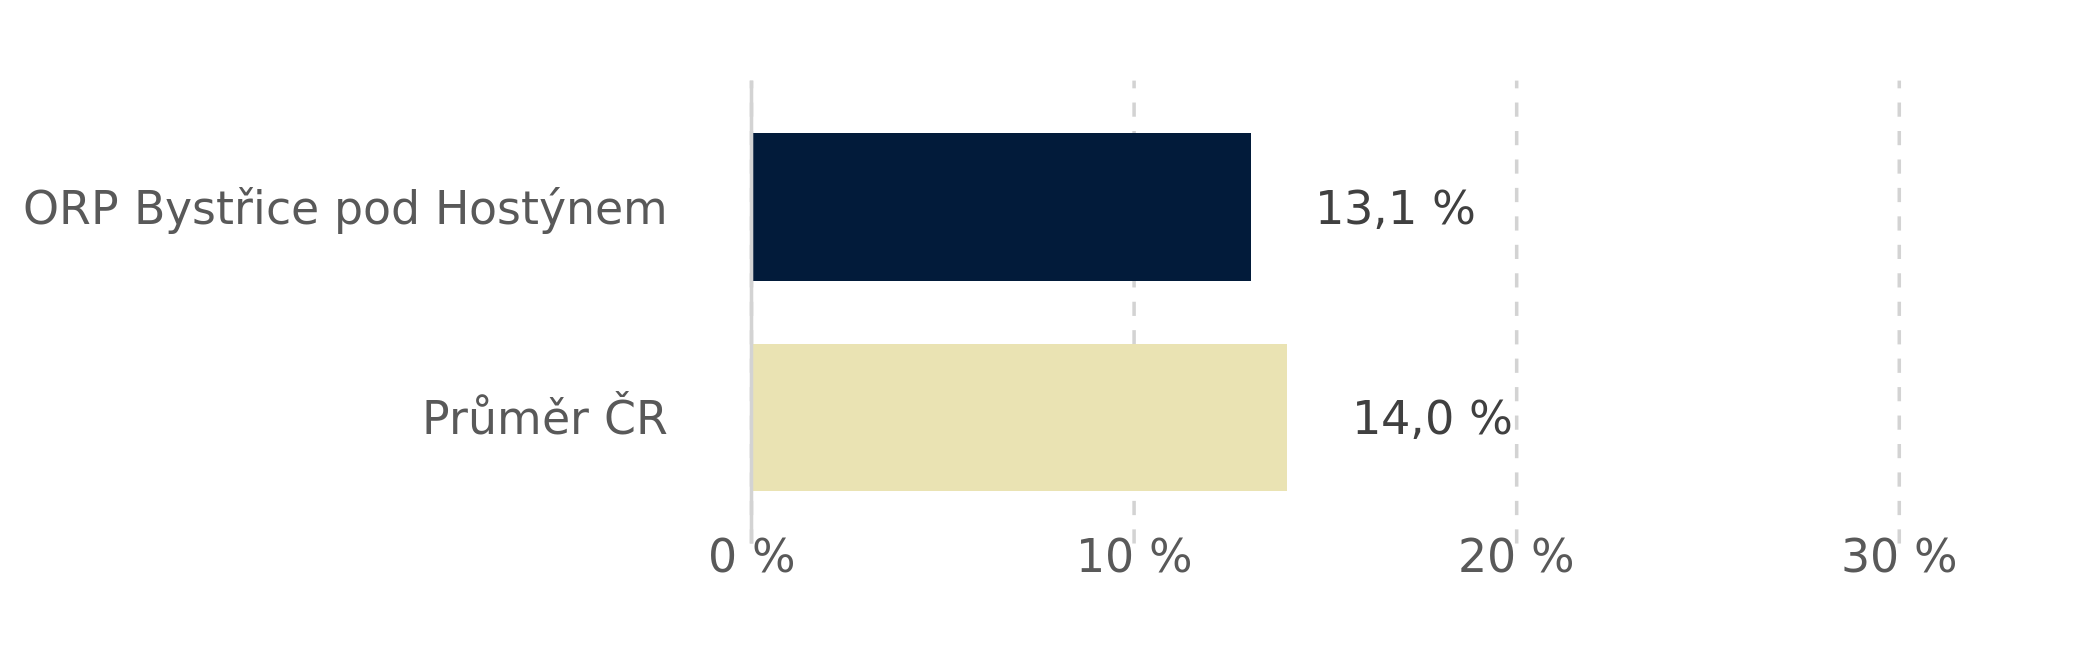 ORP Bystřice pod Hostýnem 13,1 %
Průměr ČR 14,0 %
0 % 10 % 20 % 30 %